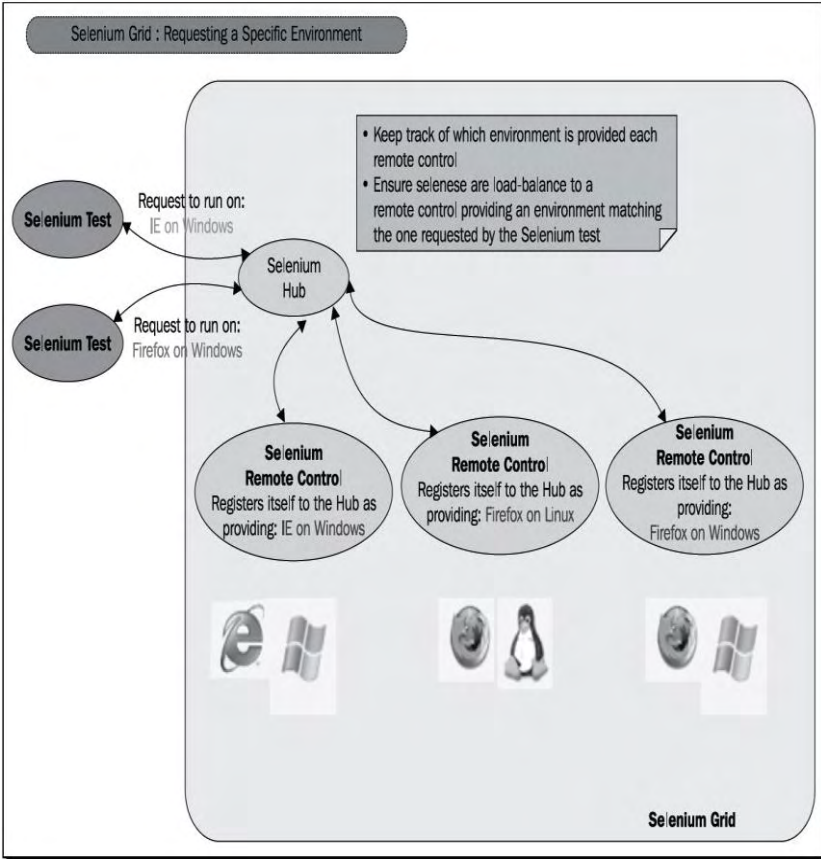 Selenium Grid : Requesting a Specific Environment
• Keep track of which environment is provided each
remote control
• Ensure selenese are load-balance to a
remote control providing an environment matching
the one requested by the Selenium test
Selenium Test
Request to run on:
IE on Windows
Selenium
Hub
Selenium Test
Request to run on:
Firefox on Windows
Selenium
Remote Control
Registers itself to the Hub as
providing: IE on Windows
Selenium
Remote Control
Registers itself to the Hub as
providing: Firefox on Linux
Selenium
Remote Control
Registers itself to the Hub as
providing:
Firefox on Windows
Selenium Grid